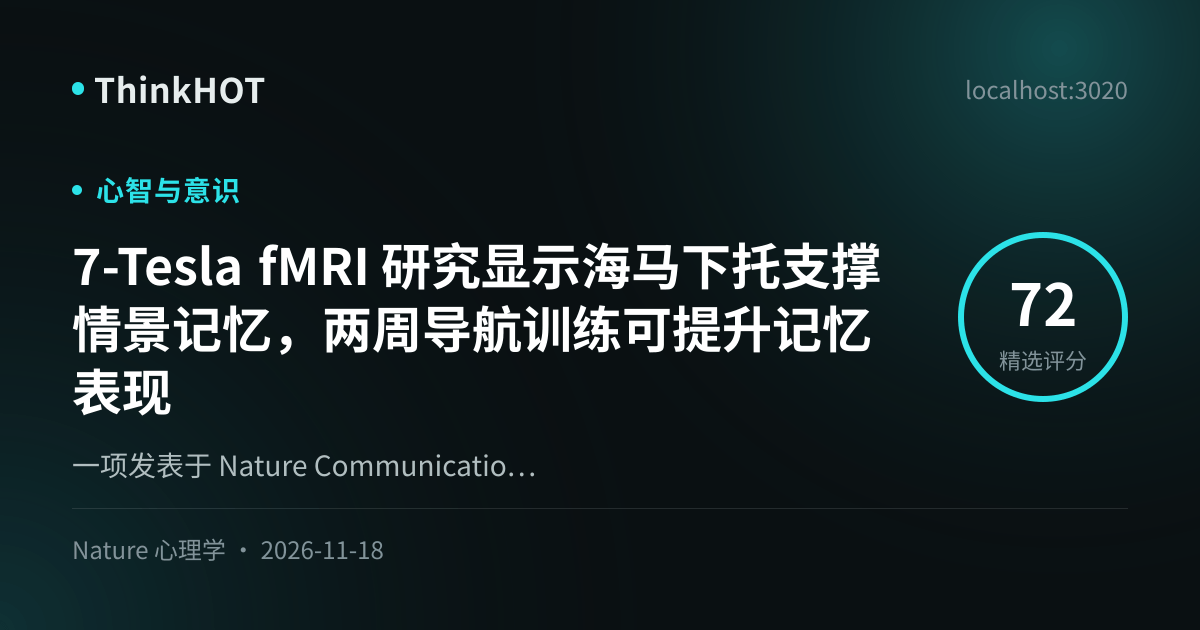 ThinkHOT
localhost:3020
心智与意识
7-Tesla fMRI 研究显示海马下托支撑
情景记忆，两周导航训练可提升记忆
表现
72
精选评分
一项发表于 Nature Communicatio…
Nature 心理学 · 2026-11-18